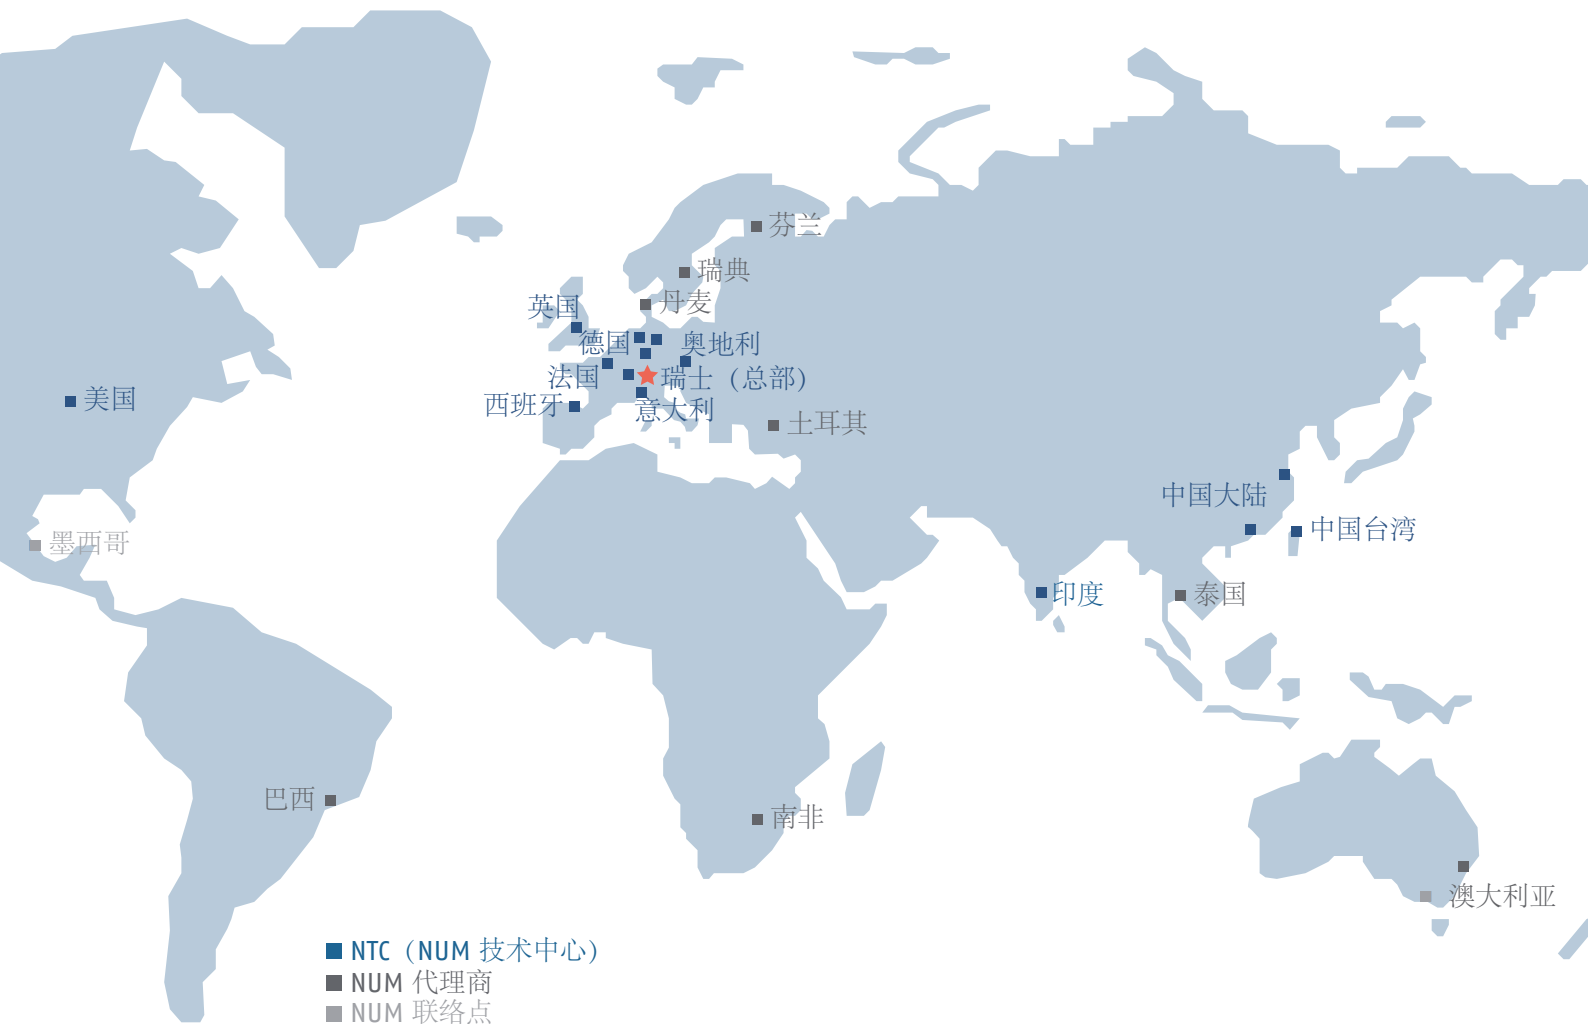 芬兰
瑞典
丹麦
英国
德国
奥地利
法国
瑞士（总部）
西班牙
意大利
美国
土耳其
中国大陆
中国台湾
墨西哥
印度
泰国
巴西
南非
澳大利亚
NTC（NUM 技术中心）
NUM 代理商
NUM 联络点